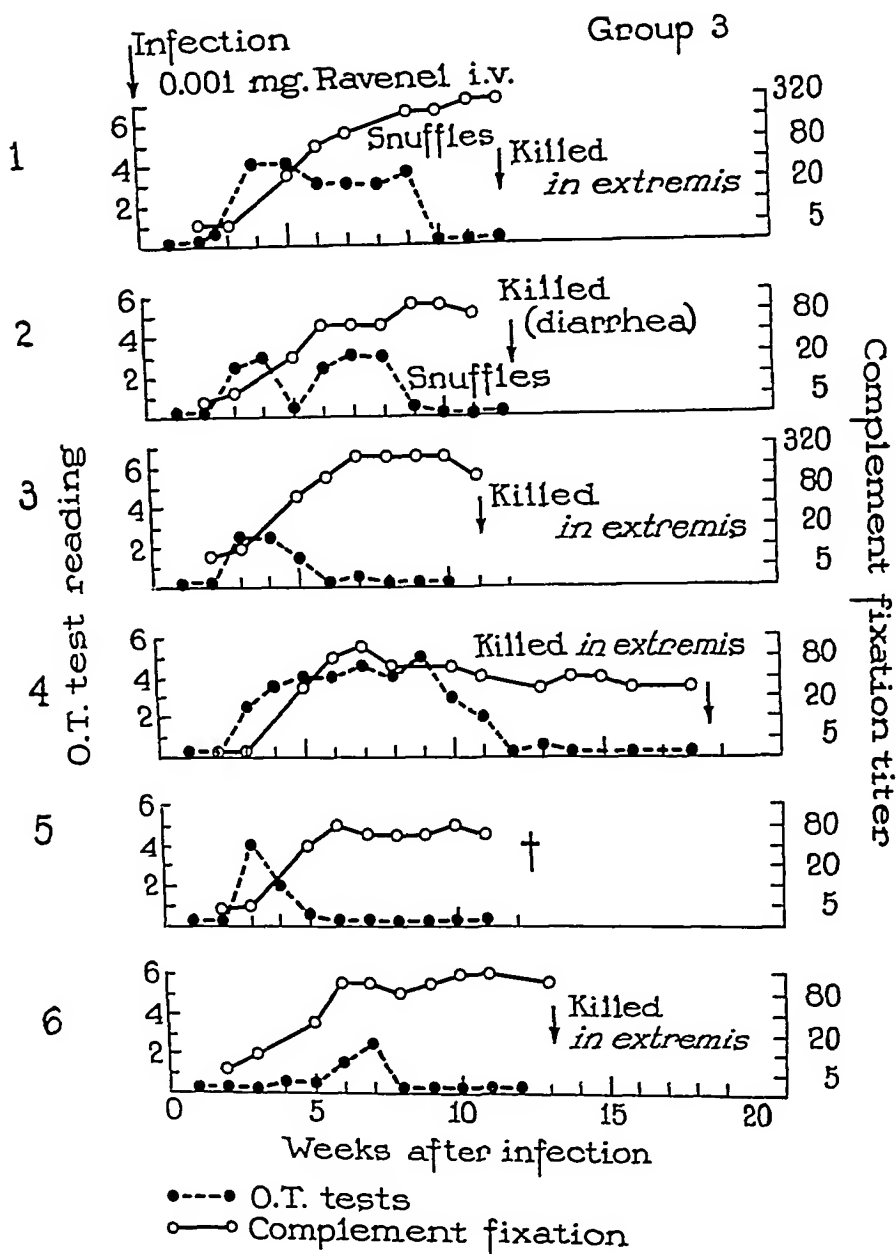 Infection
Group 3
0.001 mg. Ravenel i.v.
1
6
4
2
Snuffles
Killed
in extremis
320
80
20
5
2
6
4
2
Killed
(diarrhea)
Snuffles
80
20
5
3
6
4
2
Killed
in extremis
320
80
20
5
4
6
4
2
Killed in extremis
80
20
5
5
6
4
2
†
80
20
5
6
6
4
2
Killed
in extremis
80
20
5
O.T. test reading
Complement fixation titer
0 5 10 15 20
Weeks after infection
O.T. tests
Complement fixation